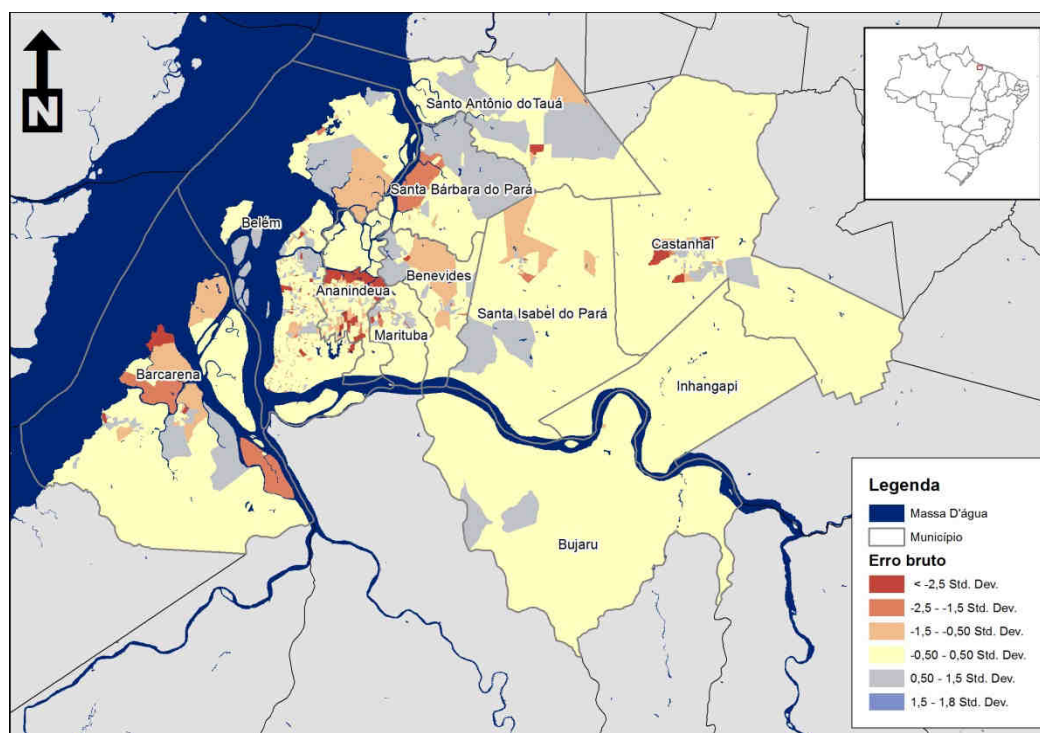 N
Santo Antônio doTauá
Santa Bárbara do Pará
Belém
Castanhal
Benevides
Ananindeua
Santa Isabel do Pará
Marituba
Barcarena
Inhangapi
Bujaru
Legenda
Massa D'água
Município
Erro bruto
< -2,5 Std. Dev.
-2,5 - -1,5 Std. Dev.
-1,5 - -0,50 Std. Dev.
-0,50 - 0,50 Std. Dev.
0,50 - 1,5 Std. Dev.
1,5 - 1,8 Std. Dev.